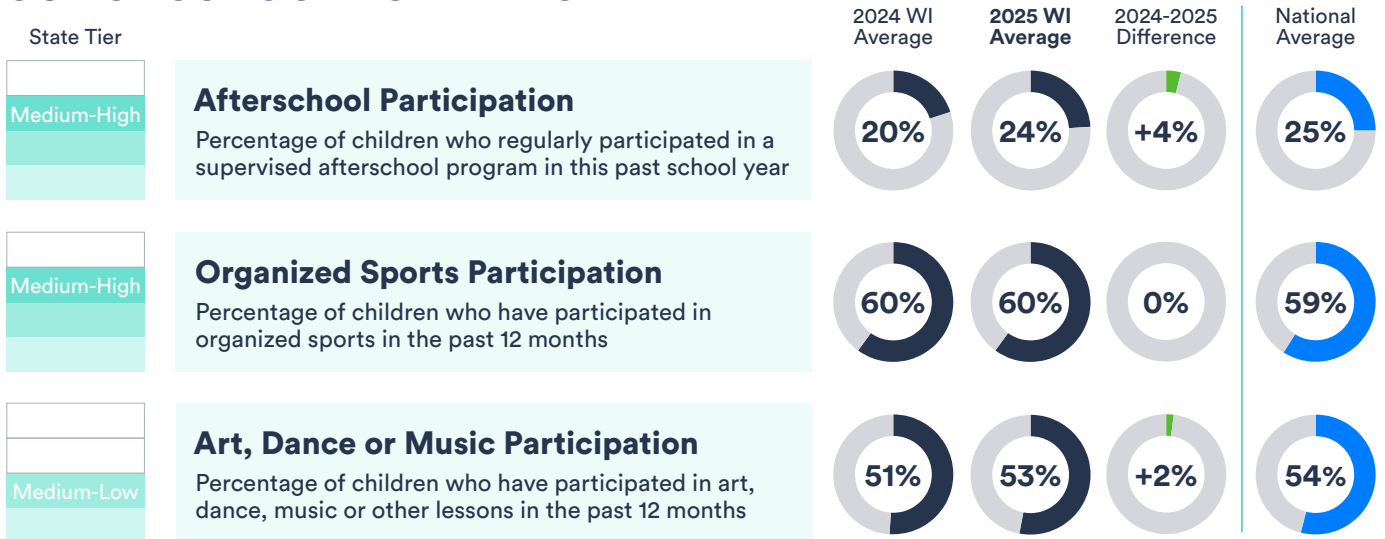 State Tier
2024 WI
Average
2025 WI
Average
2024-2025
Difference
National
Average
Medium-High
Afterschool Participation
Percentage of children who regularly participated in a
supervised afterschool program in this past school year
20%
24%
+4%
25%
Medium-High
Organized Sports Participation
Percentage of children who have participated in
organized sports in the past 12 months
60%
60%
0%
59%
Medium-Low
Art, Dance or Music Participation
Percentage of children who have participated in art,
dance, music or other lessons in the past 12 months
51%
53%
+2%
54%